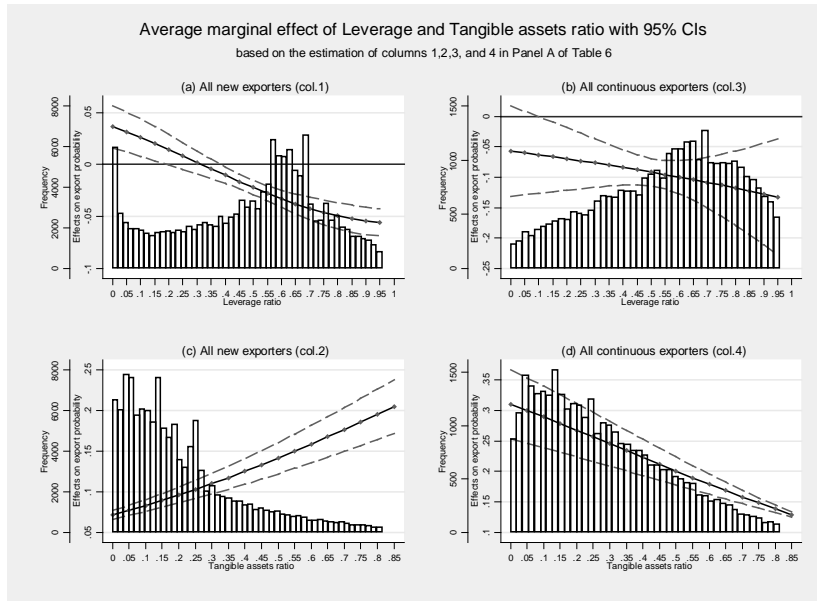 Average marginal effect of Leverage and Tangible assets ratio with 95% CIs
based on the estimation of columns 1,2,3, and 4 in Panel A of Table 6
(a) All new exporters (col.1)
Frequency
0 2000 4000 6000 8000
Effects on export probability
-.1 -.05 0 .05
0 .05 .1 .15 .2 .25 .3 .35 .4 .45 .5 .55 .6 .65 .7 .75 .8 .85 .9 .95 1
Leverage ratio
(b) All continuous exporters (col.3)
Frequency
0 500 1000 1500
Effects on export probability
-.25 -.2 -.15 -.1 -.05 0
0 .05 .1 .15 .2 .25 .3 .35 .4 .45 .5 .55 .6 .65 .7 .75 .8 .85 .9 .95 1
Leverage ratio
(c) All new exporters (col.2)
Frequency
0 2000 4000 6000 8000
Effects on export probability
.05 .1 .15 .2 .25
0 .05 .1 .15 .2 .25 .3 .35 .4 .45 .5 .55 .6 .65 .7 .75 .8 .85
Tangible assets ratio
(d) All continuous exporters (col.4)
Frequency
0 500 1000 1500
Effects on export probability
.1 .15 .2 .25 .3 .35
0 .05 .1 .15 .2 .25 .3 .35 .4 .45 .5 .55 .6 .65 .7 .75 .8 .85
Tangible assets ratio